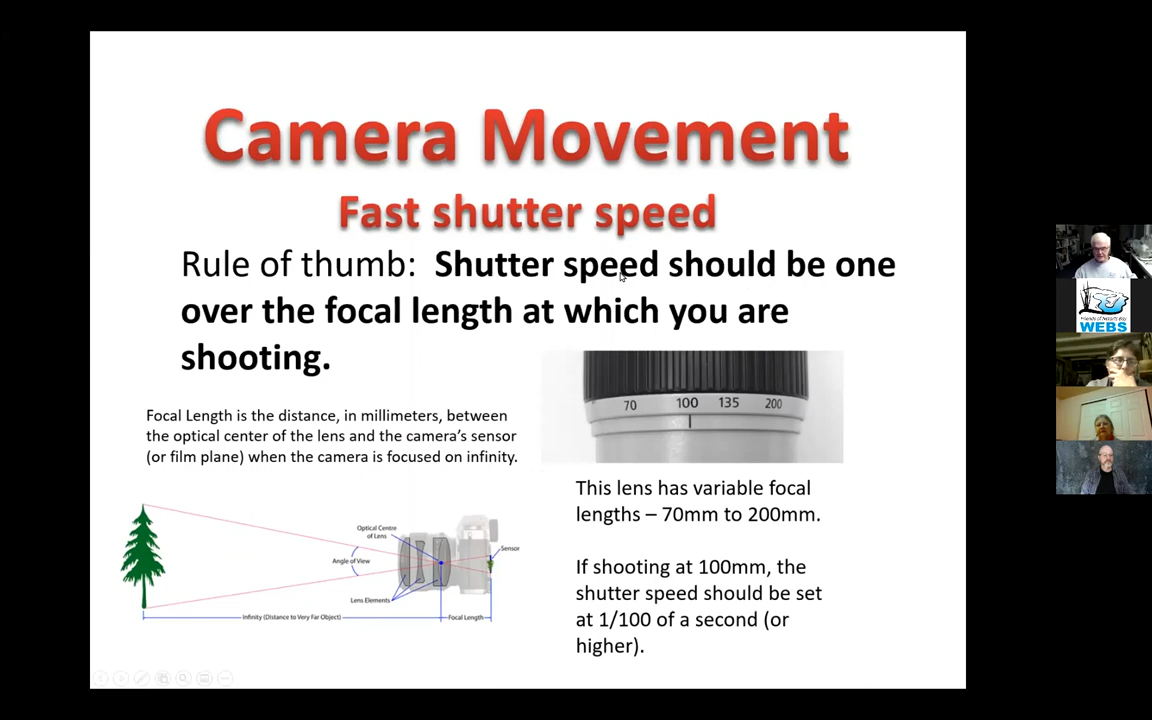 Camera Movement
Fast shutter speed
Rule of thumb: Shutter speed should be one
over the focal length at which you are
shooting.
Focal Length is the distance, in millimeters, between
the optical center of the lens and the camera's sensor
(or film plane) when the camera is focused on infinity.
70 100 135 200
This lens has variable focal
lengths – 70mm to 200mm.
If shooting at 100mm, the
shutter speed should be set
at 1/100 of a second (or
higher).
Optical Centre
of Lens
Sensor
Angle of View
Lens Elements
Infinity (Distance to Very Far Object)
Focal Length
Friends of Netarts Bay
WEBS